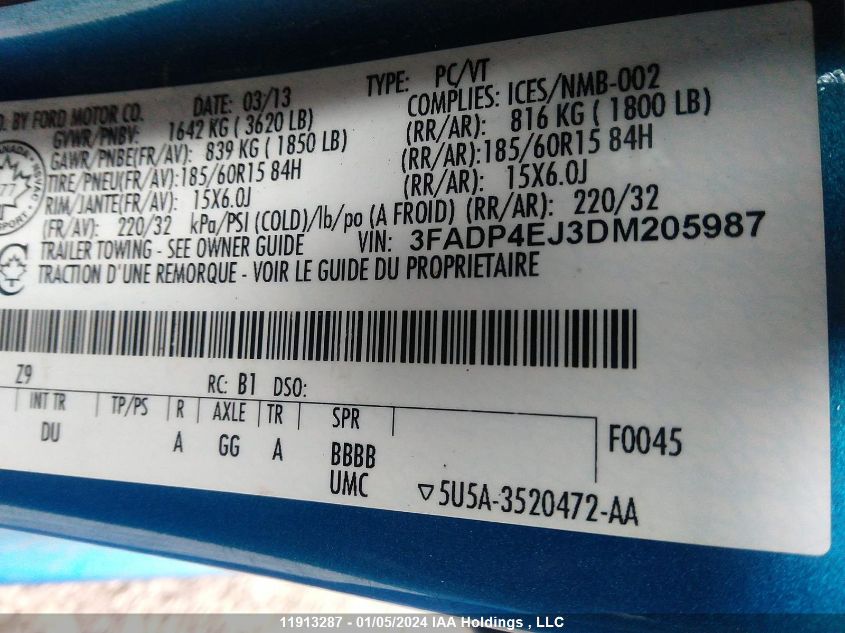 BY FORD MOTOR CO. DATE: 03/13 TYPE: PC/VT
GVWR/PNBV: 1642 KG ( 3620 LB) COMPLIES: ICES/NMB-002
GAWR/PNBE(FR/AV): 839 KG ( 1850 LB) (RR/AR): 816 KG ( 1800 LB)
TIRE/PNEU(FR/AV):185/60R15 84H (RR/AR):185/60R15 84H
RIM/JANTE(FR/AV): 15X6.0J (RR/AR): 15X6.0J
(FR/AV): 220/32 kPa/PSI (COLD)/lb/po (A FROID) (RR/AR): 220/32
TRAILER TOWING - SEE OWNER GUIDE VIN: 3FADP4EJ3DM205987
TRACTION D'UNE REMORQUE - VOIR LE GUIDE DU PROPRIETAIRE
Z9 RC: B1 DSO:
INT TR TP/PS R AXLE TR SPR
DU A GG A BBBB F0045
UMC ▽5U5A-3520472-AA
11913287 - 01/05/2024 IAA Holdings , LLC